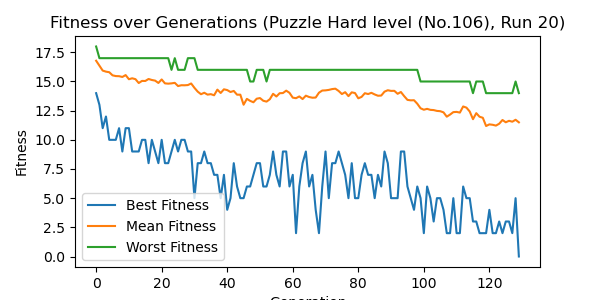 Fitness over Generations (Puzzle Hard level (No.106), Run 20)
Fitness
17.5
15.0
12.5
10.0
7.5
5.0
2.5
0.0
Best Fitness
Mean Fitness
Worst Fitness
0 20 40 60 80 100 120
Generation